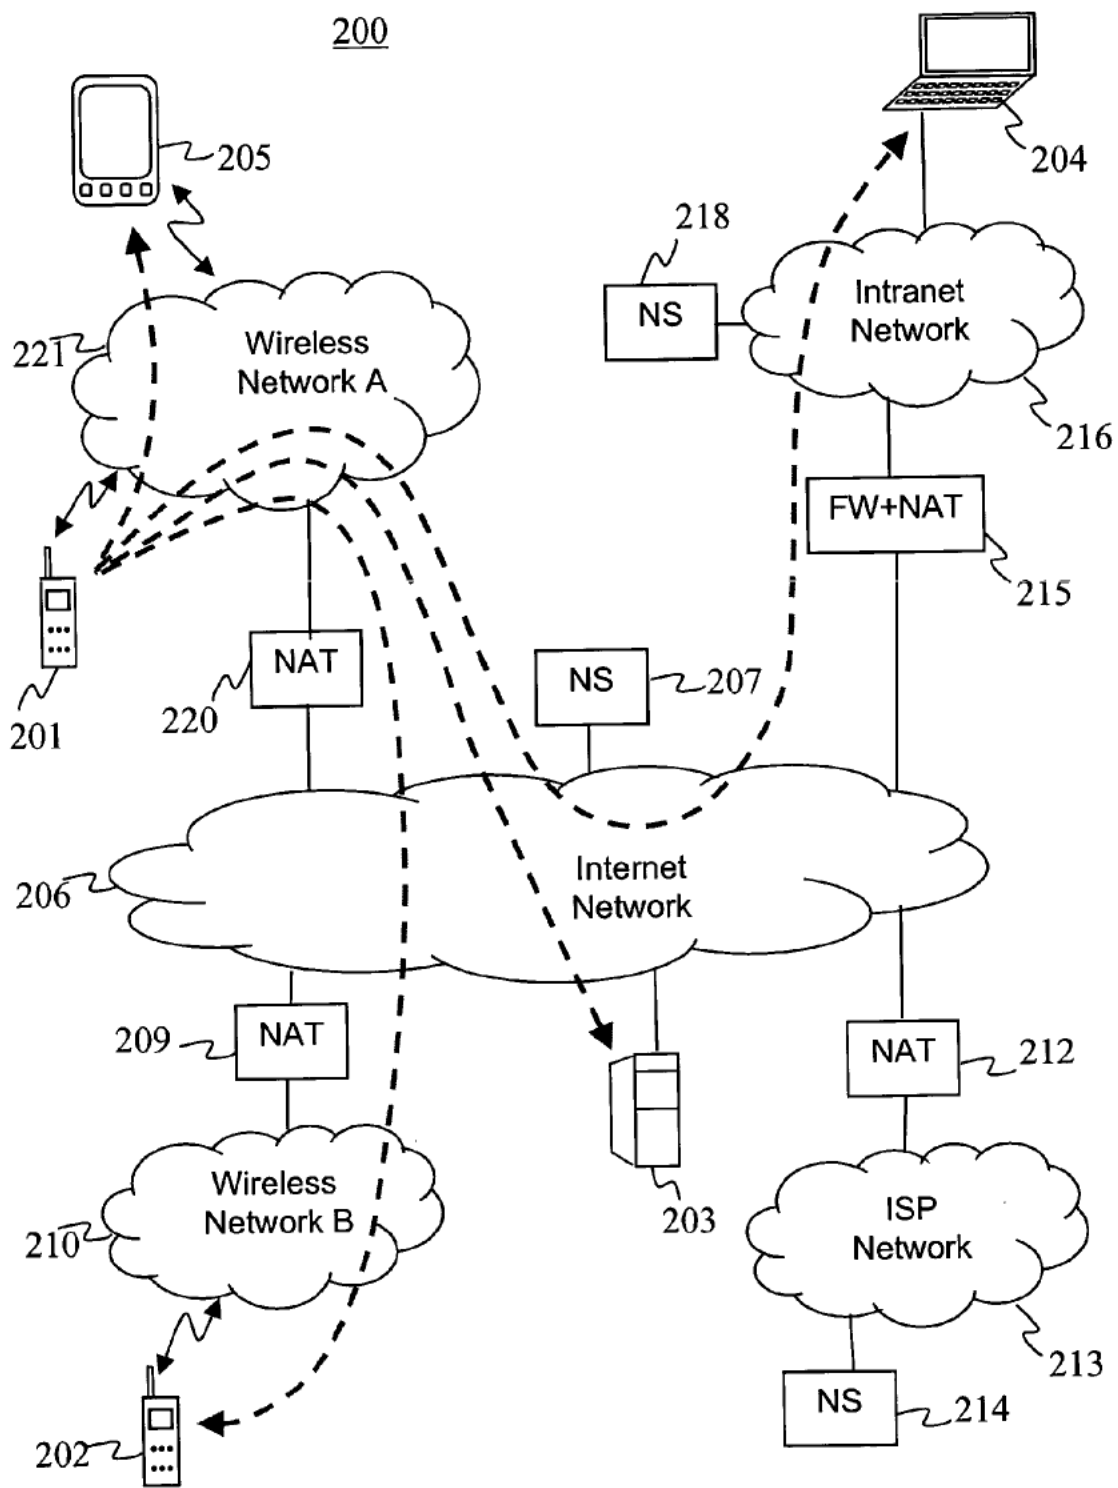 200
205
204
218
NS
Intranet
Network
221
Wireless
Network A
216
FW+NAT
215
201
NAT
220
NS
207
206
Internet
Network
209
NAT
NAT
212
Wireless
Network B
210
203
ISP
Network
213
202
NS
214